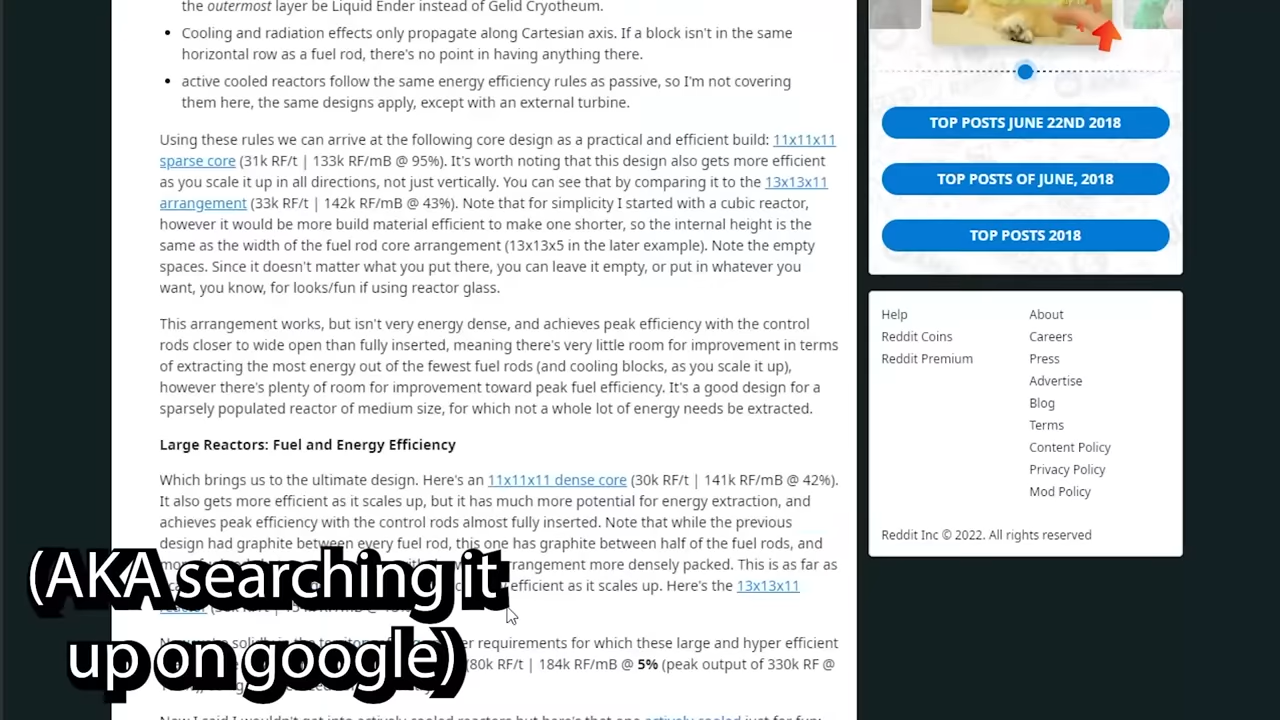 the outermost layer be Liquid Ender instead of Gelid Cryotheum.
Cooling and radiation effects only propagate along Cartesian axis. If a block isn't in the same
horizontal row as a fuel rod, there's no point in having anything there.
active cooled reactors follow the same energy efficiency rules as passive, so I'm not covering
them here, the same designs apply, except with an external turbine.
Using these rules we can arrive at the following core design as a practical and efficient build: 11x11x11
sparse core (31k RF/t | 133k RF/mB @ 95%). It's worth noting that this design also gets more efficient
as you scale it up in all directions, not just vertically. You can see that by comparing it to the 13x13x11
arrangement (33k RF/t | 142k RF/mB @ 43%). Note that for simplicity I started with a cubic reactor,
however it would be more build material efficient to make one shorter, so the internal height is the
same as the width of the fuel rod core arrangement (13x13x5 in the later example). Note the empty
spaces. Since it doesn't matter what you put there, you can leave it empty, or put in whatever you
want, you know, for looks/fun if using reactor glass.
This arrangement works, but isn't very energy dense, and achieves peak efficiency with the control
rods closer to wide open than fully inserted, meaning there's very little room for improvement in terms
of extracting the most energy out of the fewest fuel rods (and cooling blocks, as you scale it up),
however there's plenty of room for improvement toward peak fuel efficiency. It's a good design for a
sparsely populated reactor of medium size, for which not a whole lot of energy needs be extracted.
Large Reactors: Fuel and Energy Efficiency
Which brings us to the ultimate design. Here's an 11x11x11 dense core (30k RF/t | 141k RF/mB @ 42%).
It also gets more efficient as it scales up, but it has much more potential for energy extraction, and
achieves peak efficiency with the control rods almost fully inserted. Note that while the previous
design had graphite between every fuel rod, this one has graphite between half of the fuel rods, and
arrangement more densely packed. This is as far as
efficient as it scales up. Here's the 13x13x11
er requirements for which these large and hyper efficient
(80k RF/t | 184k RF/mB @ 5% (peak output of 330k RF @
Now I said I wouldn't get into actively cooled reactors but here's that one actively cooled just for fun:
(AKA searching it
up on google)
TOP POSTS JUNE 22ND 2018
TOP POSTS OF JUNE, 2018
TOP POSTS 2018
Help
Reddit Coins
Reddit Premium
About
Careers
Press
Advertise
Blog
Terms
Content Policy
Privacy Policy
Mod Policy
Reddit Inc © 2022. All rights reserved